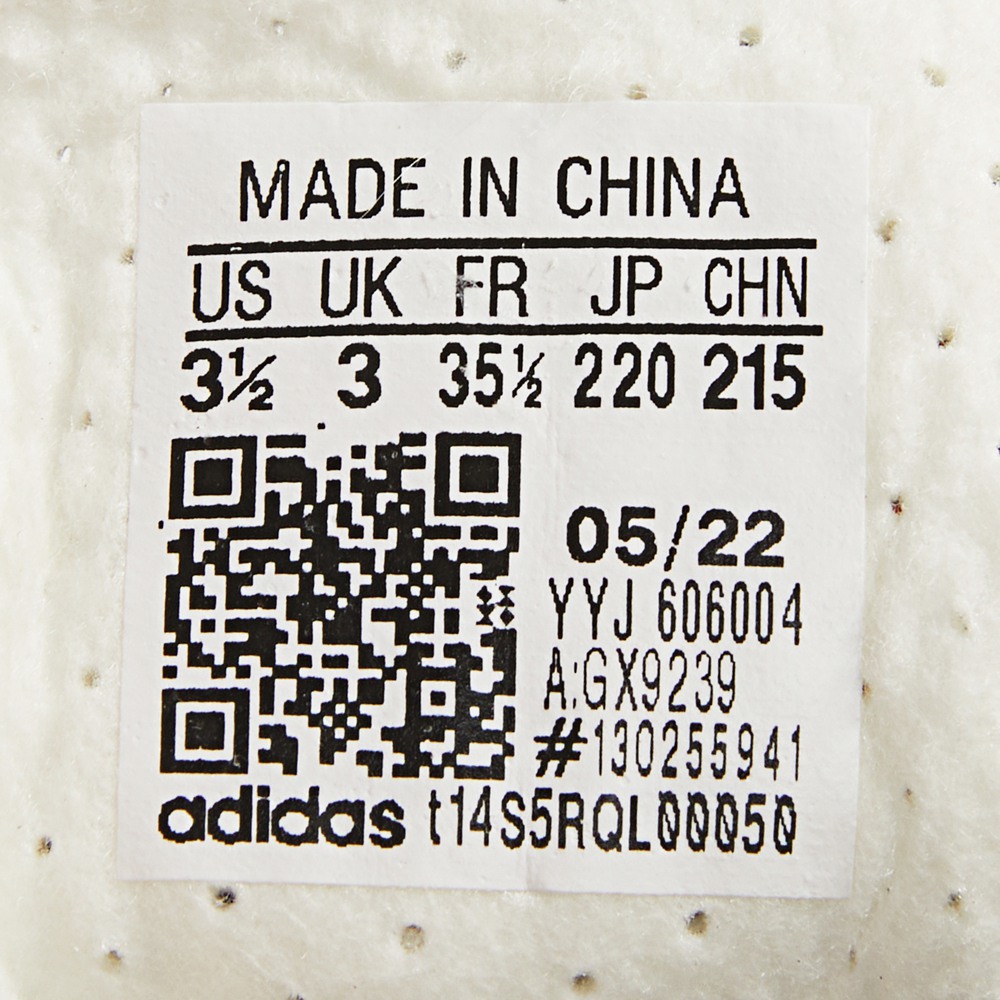 MADE IN CHINA
US UK FR JP CHN
3½ 3 35½ 220 215
05/22
YYJ 606004
A:GX9239
#130255941
adidas t14S5RQL00050